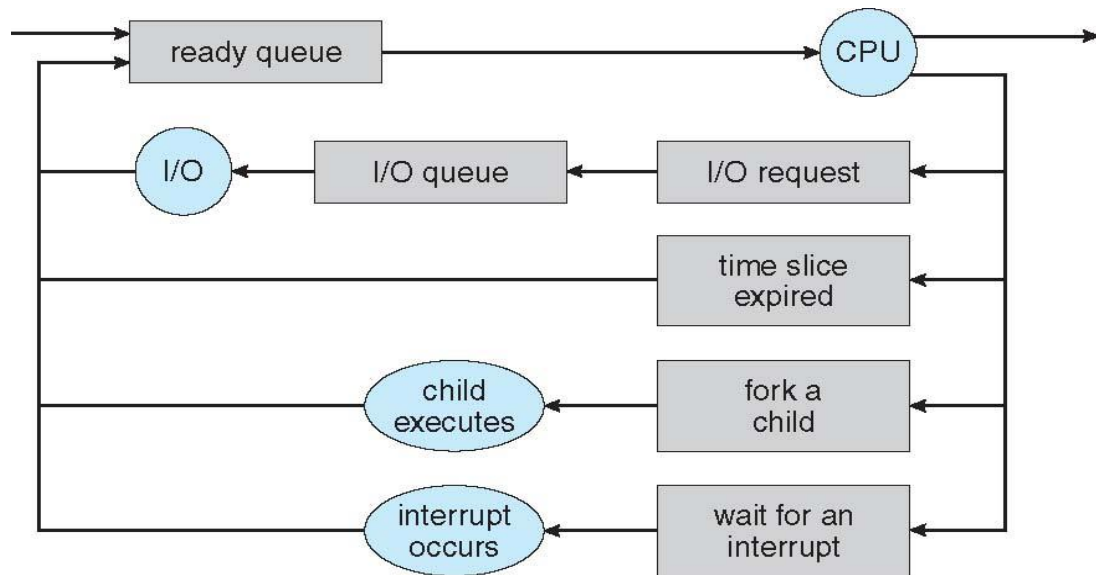 ready queue
CPU
I/O
I/O queue
I/O request
time slice
expired
child
executes
fork a
child
interrupt
occurs
wait for an
interrupt